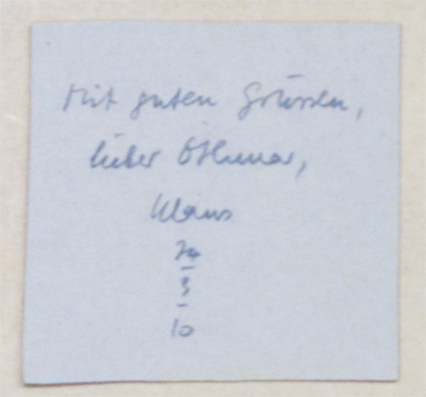 Mit guten Grüssen,
lieber Othmar,
Klaus
24
3
10